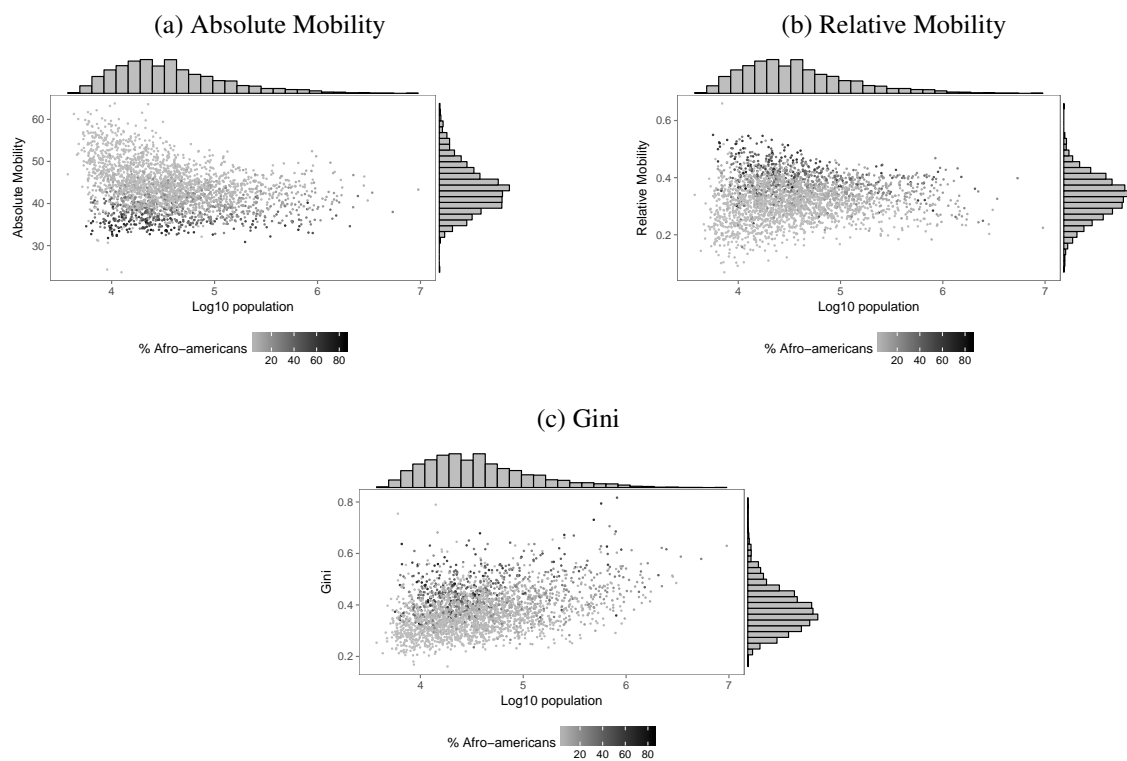 (a) Absolute Mobility
60
50
40
30
Absolute Mobility
4 5 6 7
Log10 population
% Afro−americans
20 40 60 80
(b) Relative Mobility
0.6
0.4
0.2
Relative Mobility
4 5 6 7
Log10 population
% Afro−americans
20 40 60 80
(c) Gini
0.8
0.6
0.4
0.2
Gini
4 5 6 7
Log10 population
% Afro−americans
20 40 60 80